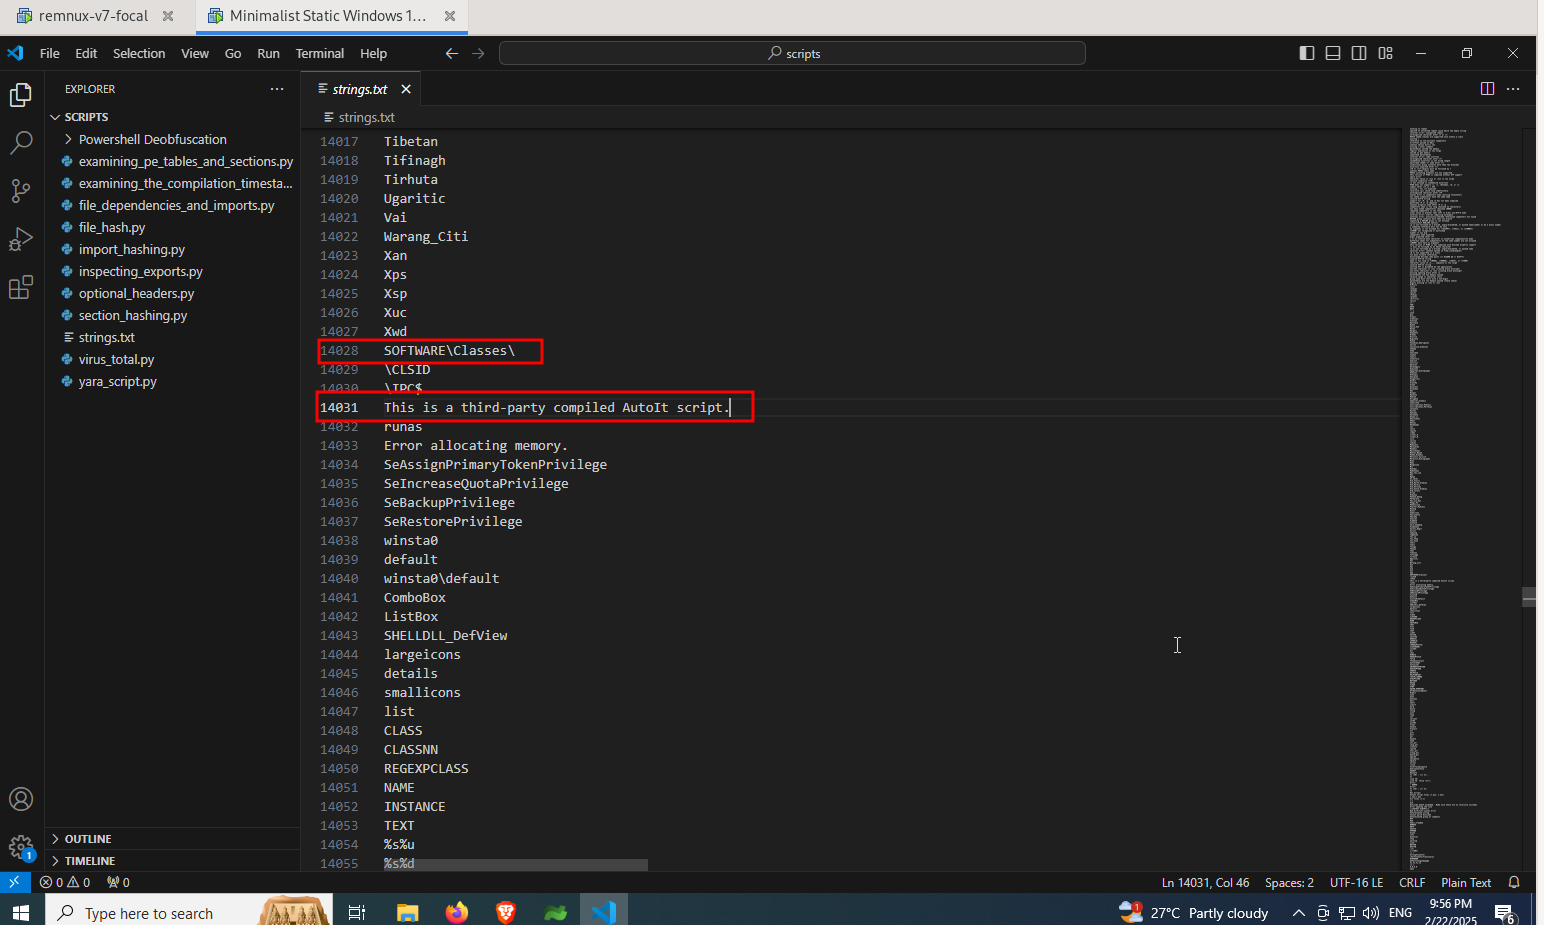 remnux-v7-focal
Minimalist Static Windows 1...
File Edit Selection View Go Run Terminal Help
scripts
EXPLORER
strings.txt
SCRIPTS
strings.txt
Powershell Deobfuscation
examining_pe_tables_and_sections.py
examining_the_compilation_timesta...
file_dependencies_and_imports.py
file_hash.py
import_hashing.py
inspecting_exports.py
optional_headers.py
section_hashing.py
strings.txt
virus_total.py
yara_script.py
OUTLINE
TIMELINE
14017 Tibetan
14018 Tifinagh
14019 Tirhuta
14020 Ugaritic
14021 Vai
14022 Warang_Citi
14023 Xan
14024 Xps
14025 Xsp
14026 Xuc
14027 Xwd
14028 SOFTWARE\Classes\
14029 \CLSID
14030 \IPC$
14031 This is a third-party compiled AutoIt script.
14032 runas
14033 Error allocating memory.
14034 SeAssignPrimaryTokenPrivilege
14035 SeIncreaseQuotaPrivilege
14036 SeBackupPrivilege
14037 SeRestorePrivilege
14038 winsta0
14039 default
14040 winsta0\default
14041 ComboBox
14042 ListBox
14043 SHELLDLL_DefView
14044 largeicons
14045 details
14046 smallicons
14047 list
14048 CLASS
14049 CLASSNN
14050 REGEXPCLASS
14051 NAME
14052 INSTANCE
14053 TEXT
14054 %s%u
14055 %s%d
1
0 0 0
Ln 14031, Col 46 Spaces: 2 UTF-16 LE CRLF Plain Text
Type here to search
1
27°C Partly cloudy
ENG
9:56 PM
2/22/2025
6